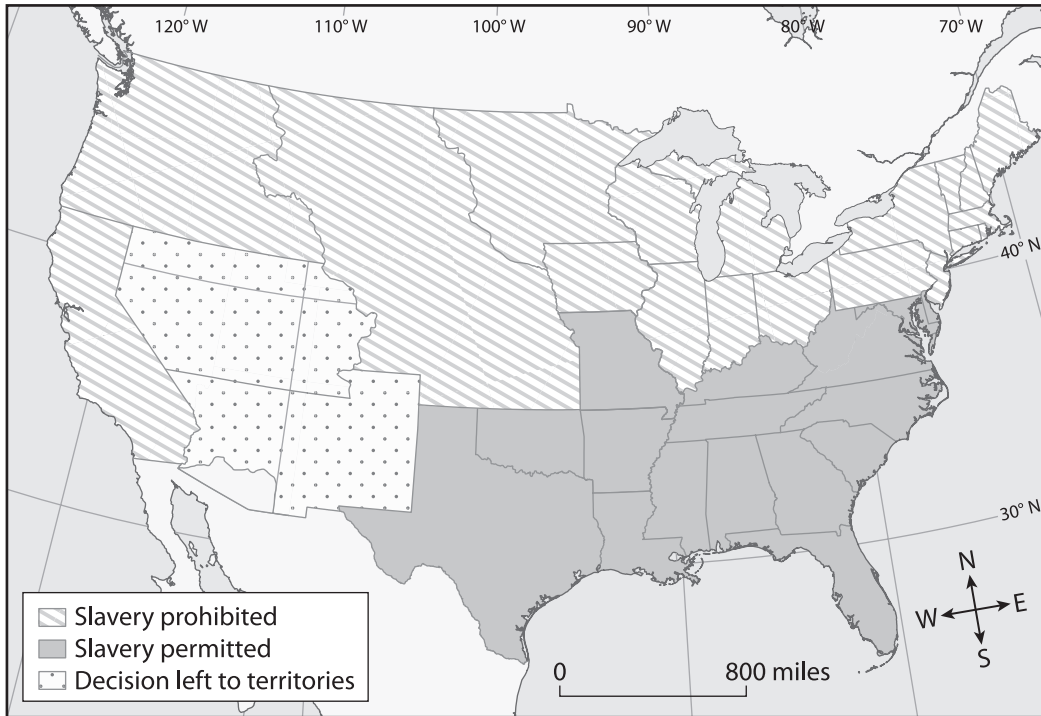 120° W 110° W 100° W 90° W 80° W 70° W
40° N
30° N
N
W E
S
Slavery prohibited
Slavery permitted
Decision left to territories
0 800 miles